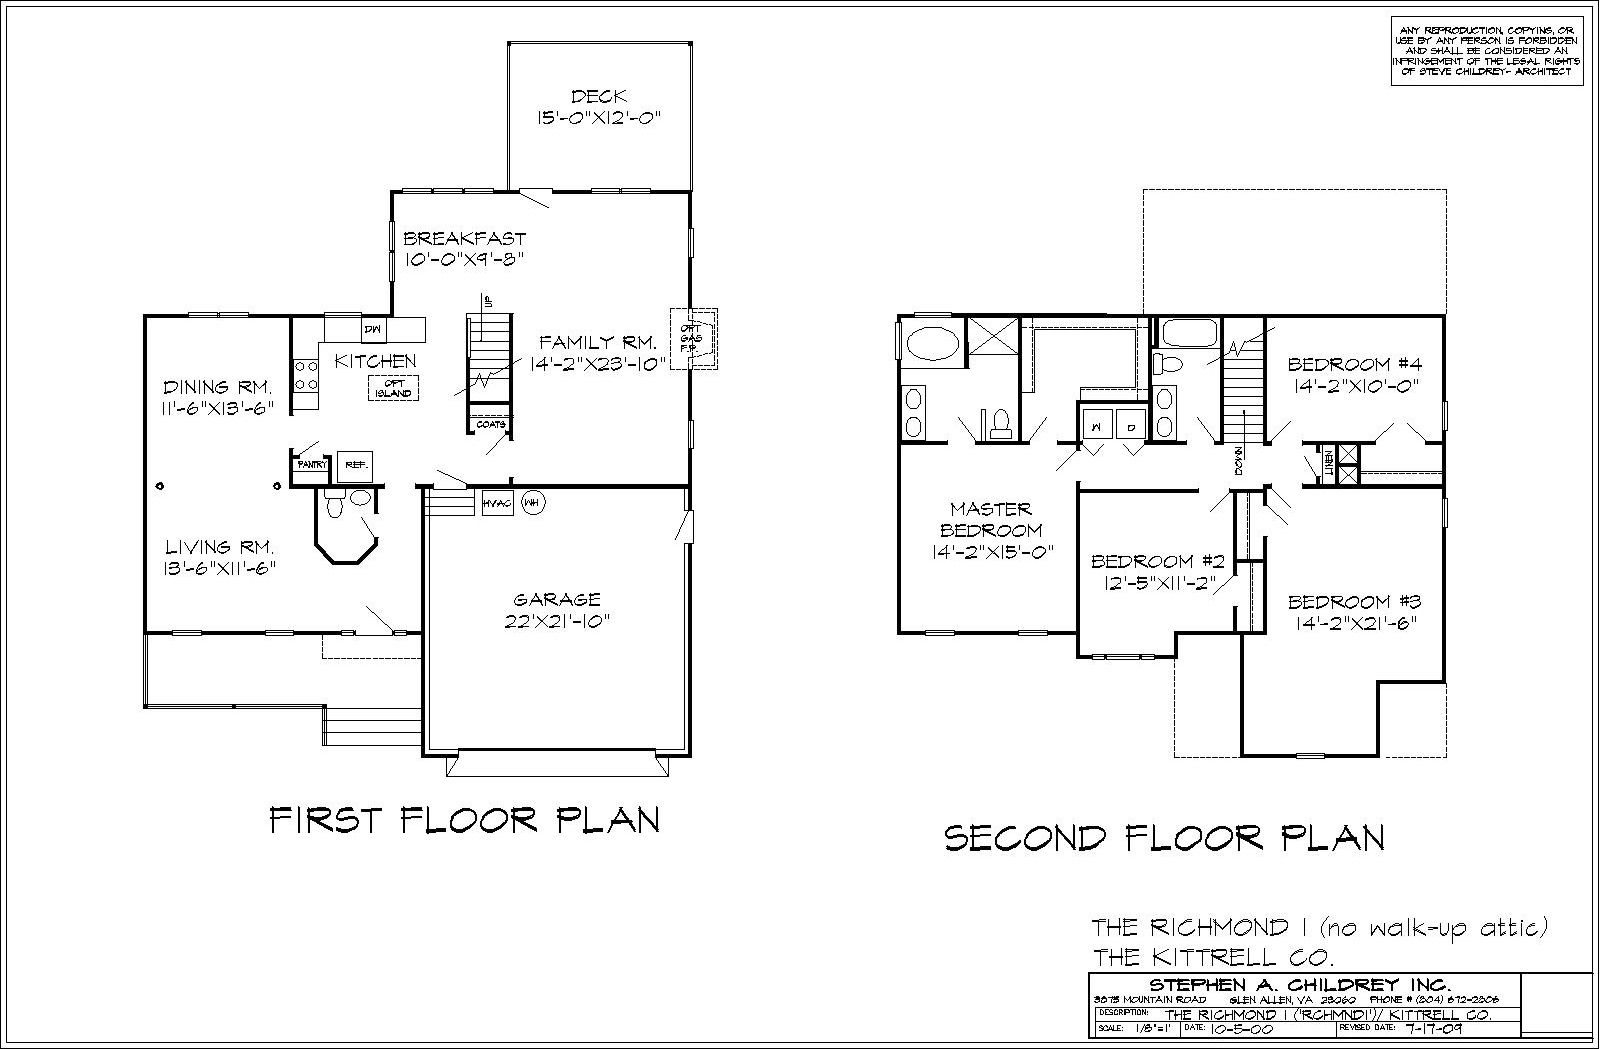 ANY REPRODUCTION, COPYING, OR
USE BY ANY PERSON IS FORBIDDEN
AND SHALL BE CONSIDERED AN
INFRINGEMENT OF THE LEGAL RIGHTS
OF STEVE CHILDREY- ARCHITECT
DECK
15'-0"X12'-0"
BREAKFAST
10'-0"X9'-8"
UP
DW
KITCHEN
OPT
ISLAND
FAMILY RM.
14'-2"X23'-10"
OPT
GAS
F.P.
DINING RM.
11'-6"X13'-6"
COATS
PANTRY
REF.
HVAC
WH
LIVING RM.
13'-6"X11'-6"
GARAGE
22'X21'-10"
FIRST FLOOR PLAN
BEDROOM #4
14'-2"X10'-0"
W
D
DOWN
LINEN
MASTER
BEDROOM
14'-2"X15'-0"
BEDROOM #2
12'-5"X11'-2"
BEDROOM #3
14'-2"X21'-6"
SECOND FLOOR PLAN
THE RICHMOND I (no walk-up attic)
THE KITTRELL CO.
STEPHEN A. CHILDREY INC.
MOUNTAIN ROAD GLEN ALLEN, VA 23060 PHONE # (804)
DESCRIPTION: THE RICHMOND I ('RCHMND1')/ KITTRELL CO.
SCALE: 1/8"=1' DATE: 10-5-00 REVISED DATE: 7-17-09